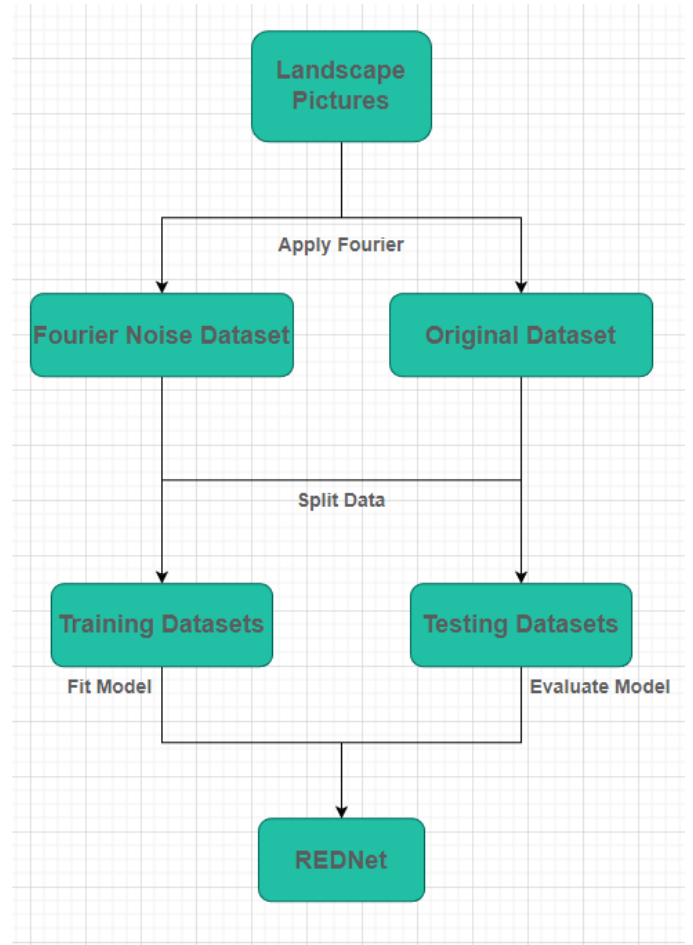 Landscape
Pictures
Apply Fourier
Fourier Noise Dataset
Original Dataset
Split Data
Training Datasets
Testing Datasets
Fit Model
Evaluate Model
REDNet